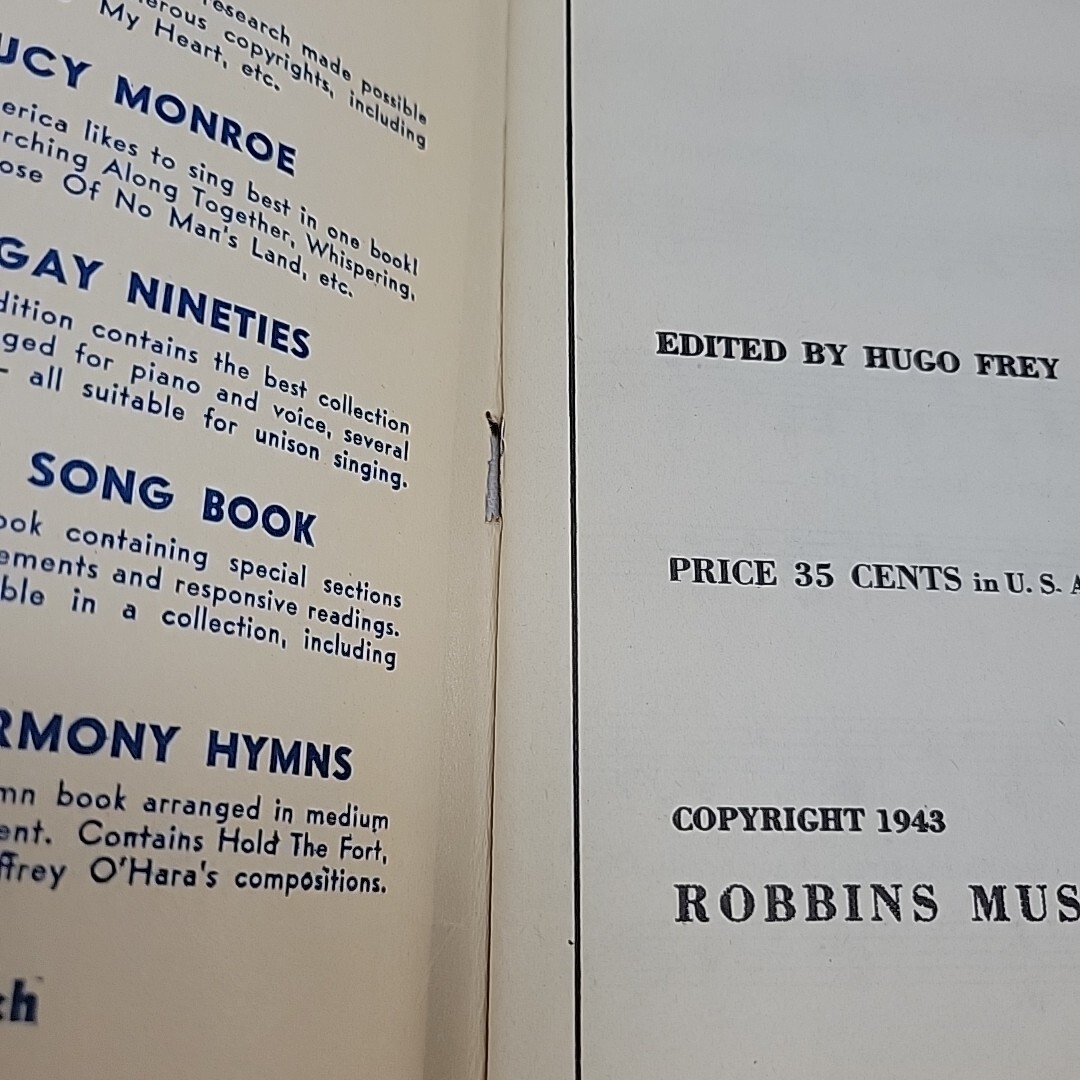 research made possible
erous copyrights, including
My Heart, etc.
UCY MONROE
erica likes to sing best in one book!
rching Along Together, Whispering,
ose Of No Man's Land, etc.
GAY NINETIES
dition contains the best collection
ged for piano and voice, several
- all suitable for unison singing.
SONG BOOK
ook containing special sections
ements and responsive readings.
ble in a collection, including
RMONY HYMNS
mn book arranged in medium
ent. Contains Hold The Fort,
ffrey O'Hara's compositions.
ch
EDITED BY HUGO FREY
PRICE 35 CENTS in U. S. A
COPYRIGHT 1943
ROBBINS MUS